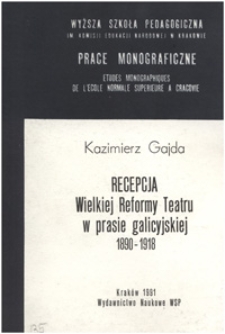 WYŻSZA SZKOŁA PEDAGOGICZNA
IM. KOMISJI EDUKACJI NARODOWEJ W KRAKOWIE
PRACE MONOGRAFICZNE
ETUDES MONOGRAPHIQUES
DE L'ECOLE NORMALE SUPERIEURE A CRACOVIE
Kazimierz Gajda
RECEPCJA
Wielkiej Reformy Teatru
w prasie galicyjskiej
1890-1918
Kraków 1991
Wydawnictwo Naukowe WSP